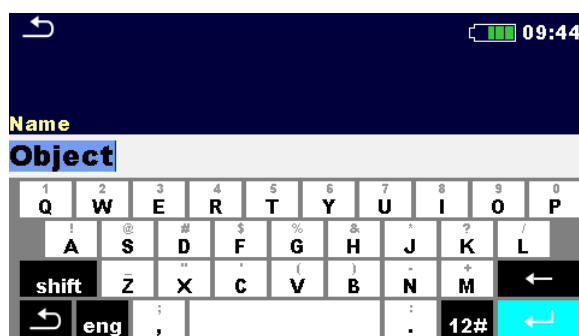 09:44
Name
Object
1 2 3 4 5 6 7 8 9 0
Q W E R T Y U I O P
! @ # $ % & * ? /
A S D F G H J K L
_ " ' ( ) - +
shift Z X C V B N M
; :
eng , . 12#